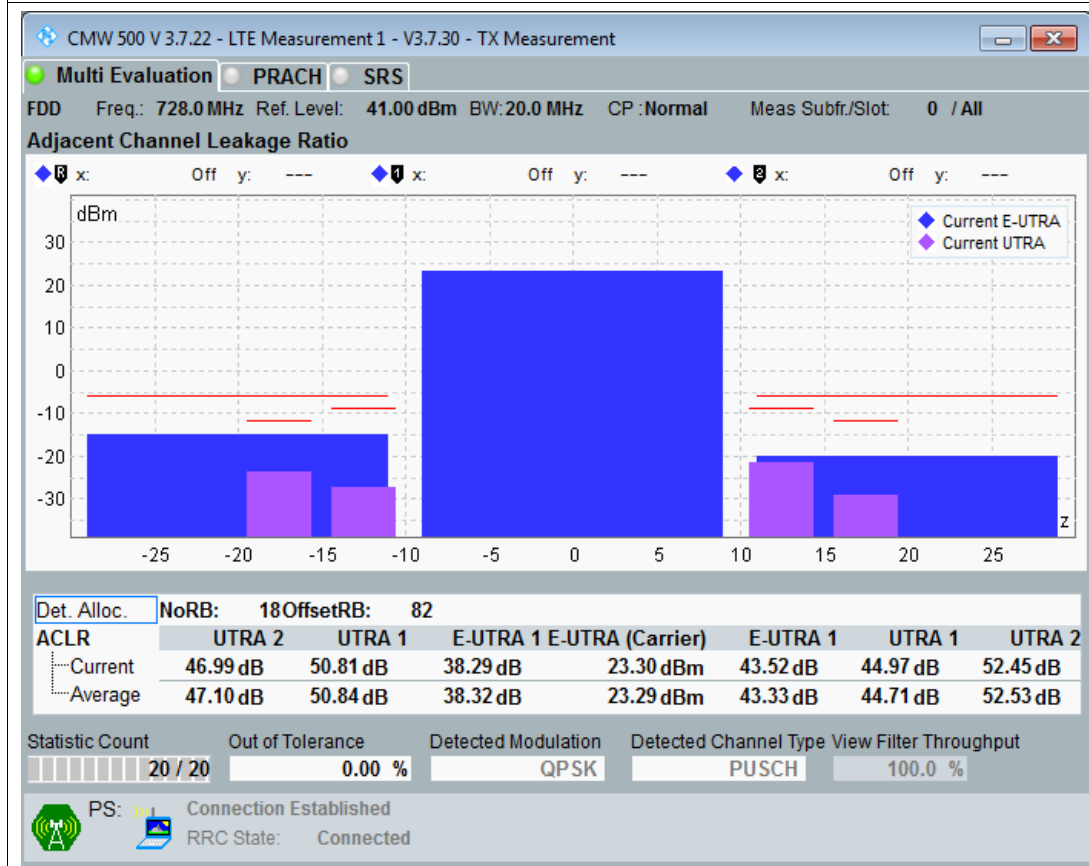 CMW 500 V 3.7.22 - LTE Measurement 1 - V3.7.30 - TX Measurement
Multi Evaluation PRACH SRS
FDD Freq.: 728.0 MHz Ref. Level: 41.00 dBm BW: 20.0 MHz CP : Normal Meas Subfr./Slot: 0 / All
Adjacent Channel Leakage Ratio
R x: Off y: --- 1 x: Off y: --- 2 x: Off y: ---
dBm
Current E-UTRA
Current UTRA
30
20
10
0
-10
-20
-30
z
-25 -20 -15 -10 -5 0 5 10 15 20 25
Det. Alloc. NoRB: 18 OffsetRB: 82
ACLR UTRA 2 UTRA 1 E-UTRA 1 E-UTRA (Carrier) E-UTRA 1 UTRA 1 UTRA 2
Current 46.99 dB 50.81 dB 38.29 dB 23.30 dBm 43.52 dB 44.97 dB 52.45 dB
Average 47.10 dB 50.84 dB 38.32 dB 23.29 dBm 43.33 dB 44.71 dB 52.53 dB
Statistic Count Out of Tolerance Detected Modulation Detected Channel Type View Filter Throughput
20 / 20 0.00 % QPSK PUSCH 100.0 %
PS: Connection Established
RRC State: Connected